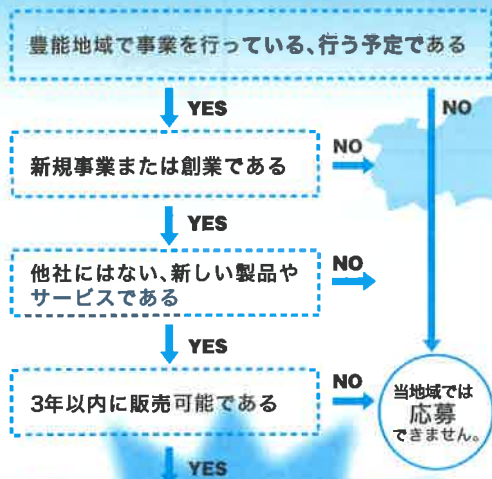 豊能地域で事業を行っている、行う予定である
YES
NO
新規事業または創業である
NO
YES
他社にはない、新しい製品や
サービスである
NO
YES
3年以内に販売可能である
NO
当地域では
応募
できません。
YES